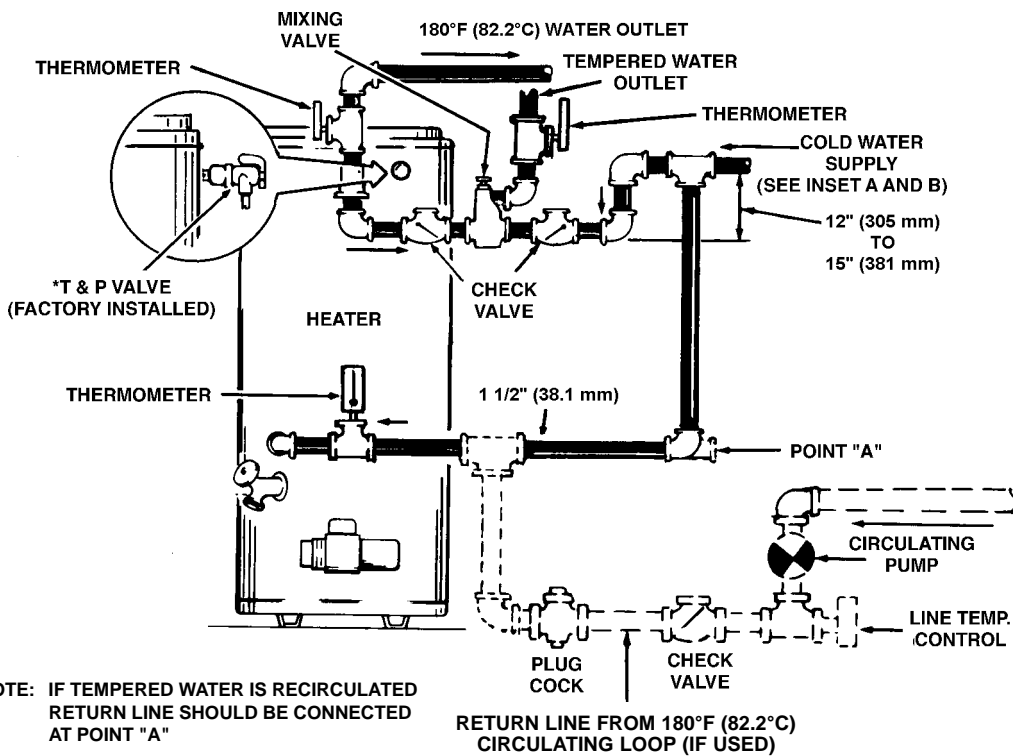 MIXING
VALVE
180°F (82.2°C) WATER OUTLET
THERMOMETER
TEMPERED WATER
OUTLET
THERMOMETER
COLD WATER
SUPPLY
(SEE INSET A AND B)
12" (305 mm)
TO
15" (381 mm)
*T & P VALVE
(FACTORY INSTALLED)
CHECK
VALVE
HEATER
THERMOMETER
1 1/2" (38.1 mm)
POINT "A"
CIRCULATING
PUMP
LINE TEMP.
CONTROL
PLUG
COCK
CHECK
VALVE
OTE: IF TEMPERED WATER IS RECIRCULATED
RETURN LINE SHOULD BE CONNECTED
AT POINT "A"
RETURN LINE FROM 180°F (82.2°C)
CIRCULATING LOOP (IF USED)